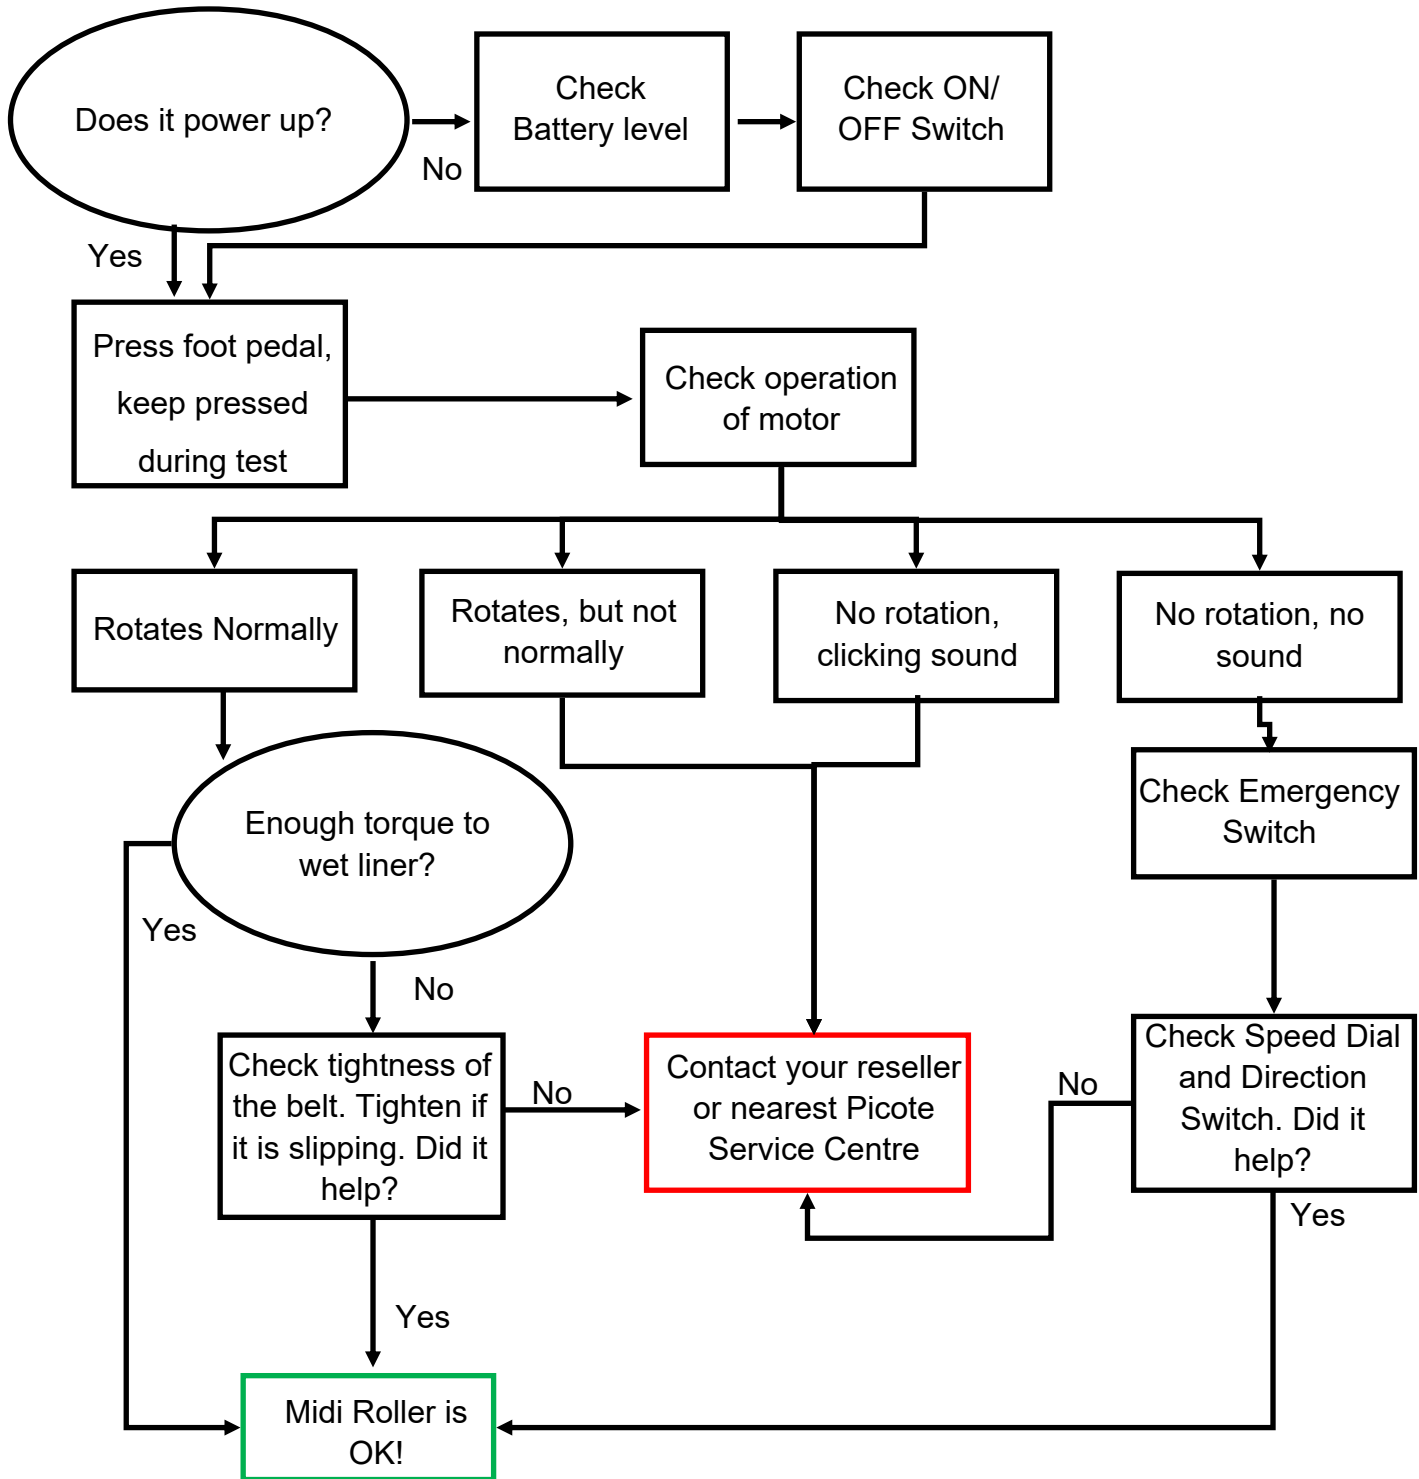 Does it power up?
No
Check
Battery level
Check ON/
OFF Switch
Yes
Press foot pedal,
keep pressed
during test
Check operation
of motor
Rotates Normally
Rotates, but not
normally
No rotation,
clicking sound
No rotation, no
sound
Enough torque to
wet liner?
Check Emergency
Switch
Yes
No
Check tightness of
the belt. Tighten if
it is slipping. Did it
help?
No
Contact your reseller
or nearest Picote
Service Centre
No
Check Speed Dial
and Direction
Switch. Did it
help?
Yes
Yes
Midi Roller is
OK!